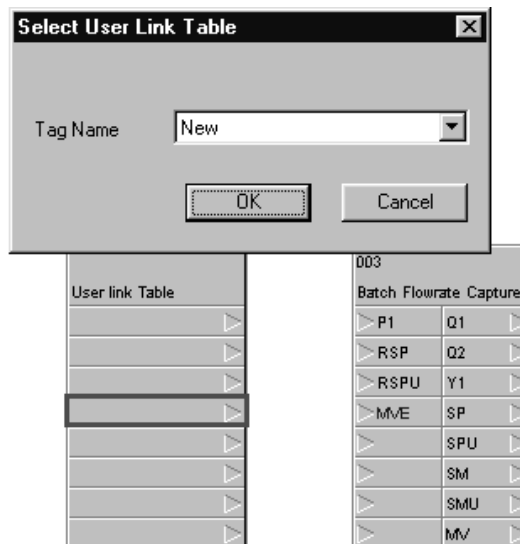 Select User Link Table
Tag Name
New
OK
Cancel
User link Table
003
Batch Flowrate Capture
P1 Q1
RSP Q2
RSPU Y1
MVE SP
SPU
SM
SMU
MV